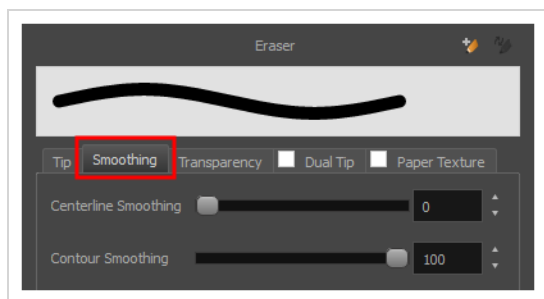 Eraser
Tip Smoothing Transparency Dual Tip Paper Texture
Centerline Smoothing 0
Contour Smoothing 100